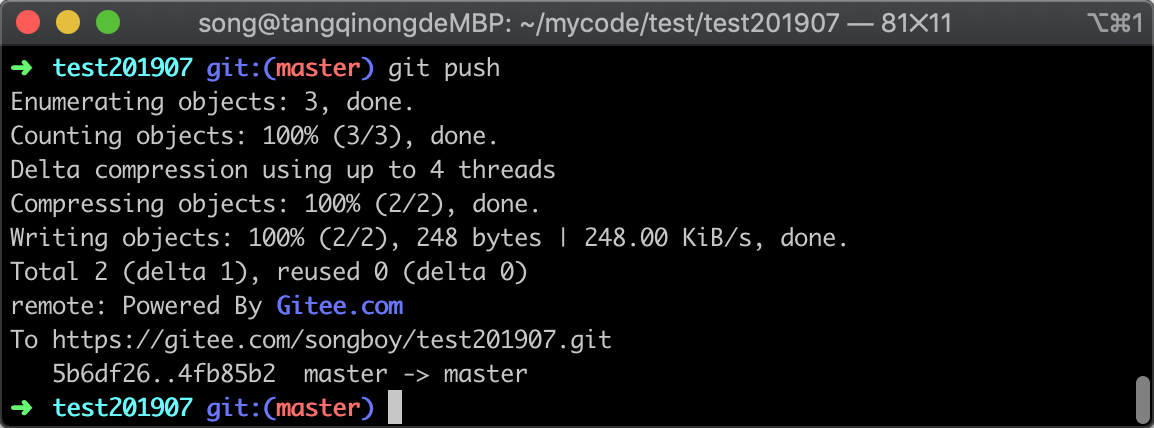 song@tangqinongdeMBP: ~/mycode/test/test201907 — 81×11 ⌥⌘1
➜ test201907 git:(master) git push
Enumerating objects: 3, done.
Counting objects: 100% (3/3), done.
Delta compression using up to 4 threads
Compressing objects: 100% (2/2), done.
Writing objects: 100% (2/2), 248 bytes | 248.00 KiB/s, done.
Total 2 (delta 1), reused 0 (delta 0)
remote: Powered By Gitee.com
To https://gitee.com/songboy/test201907.git
   5b6df26..4fb85b2  master -> master
➜ test201907 git:(master)